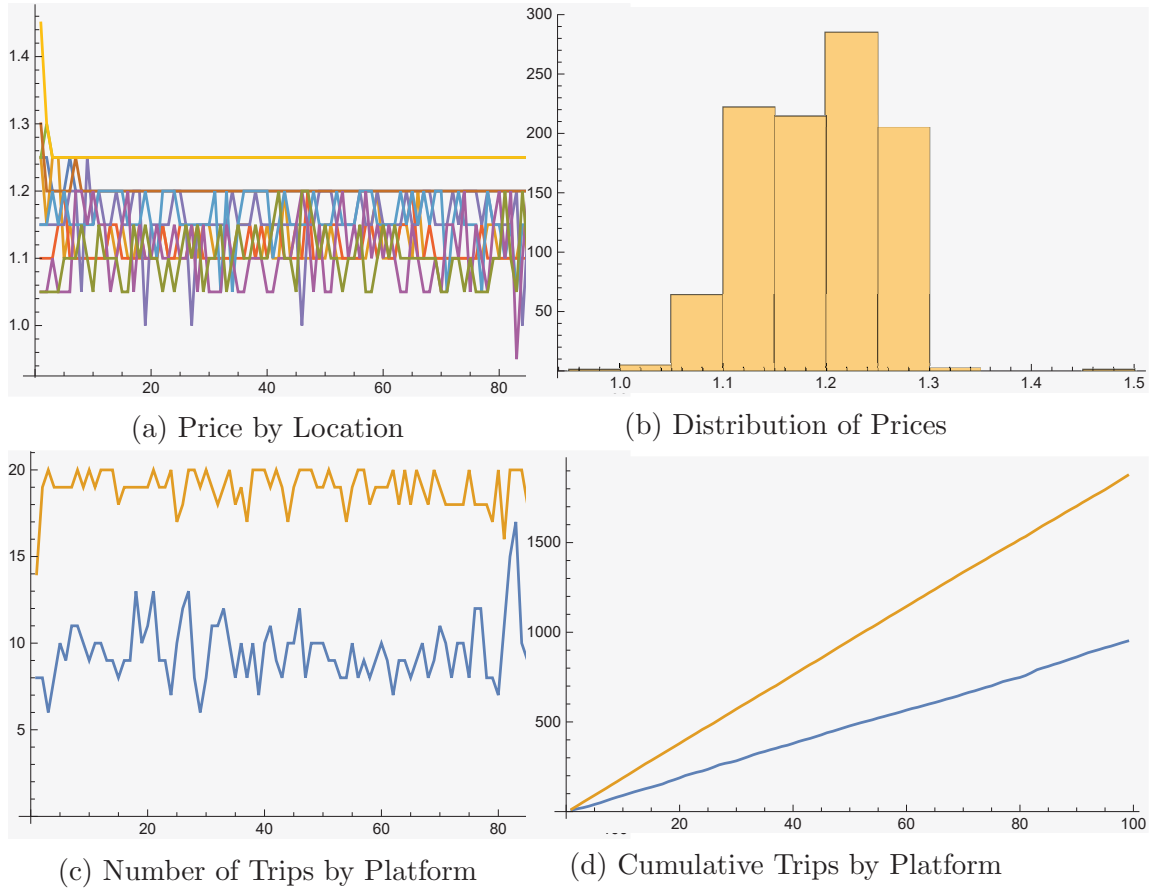 1.4
1.3
1.2
1.1
1.0
20 40 60 80
(a) Price by Location
300
250
200
150
100
50
1.0 1.1 1.2 1.3 1.4 1.5
(b) Distribution of Prices
20
15
10
5
20 40 60 80
(c) Number of Trips by Platform
1500
1000
500
20 40 60 80 100
(d) Cumulative Trips by Platform